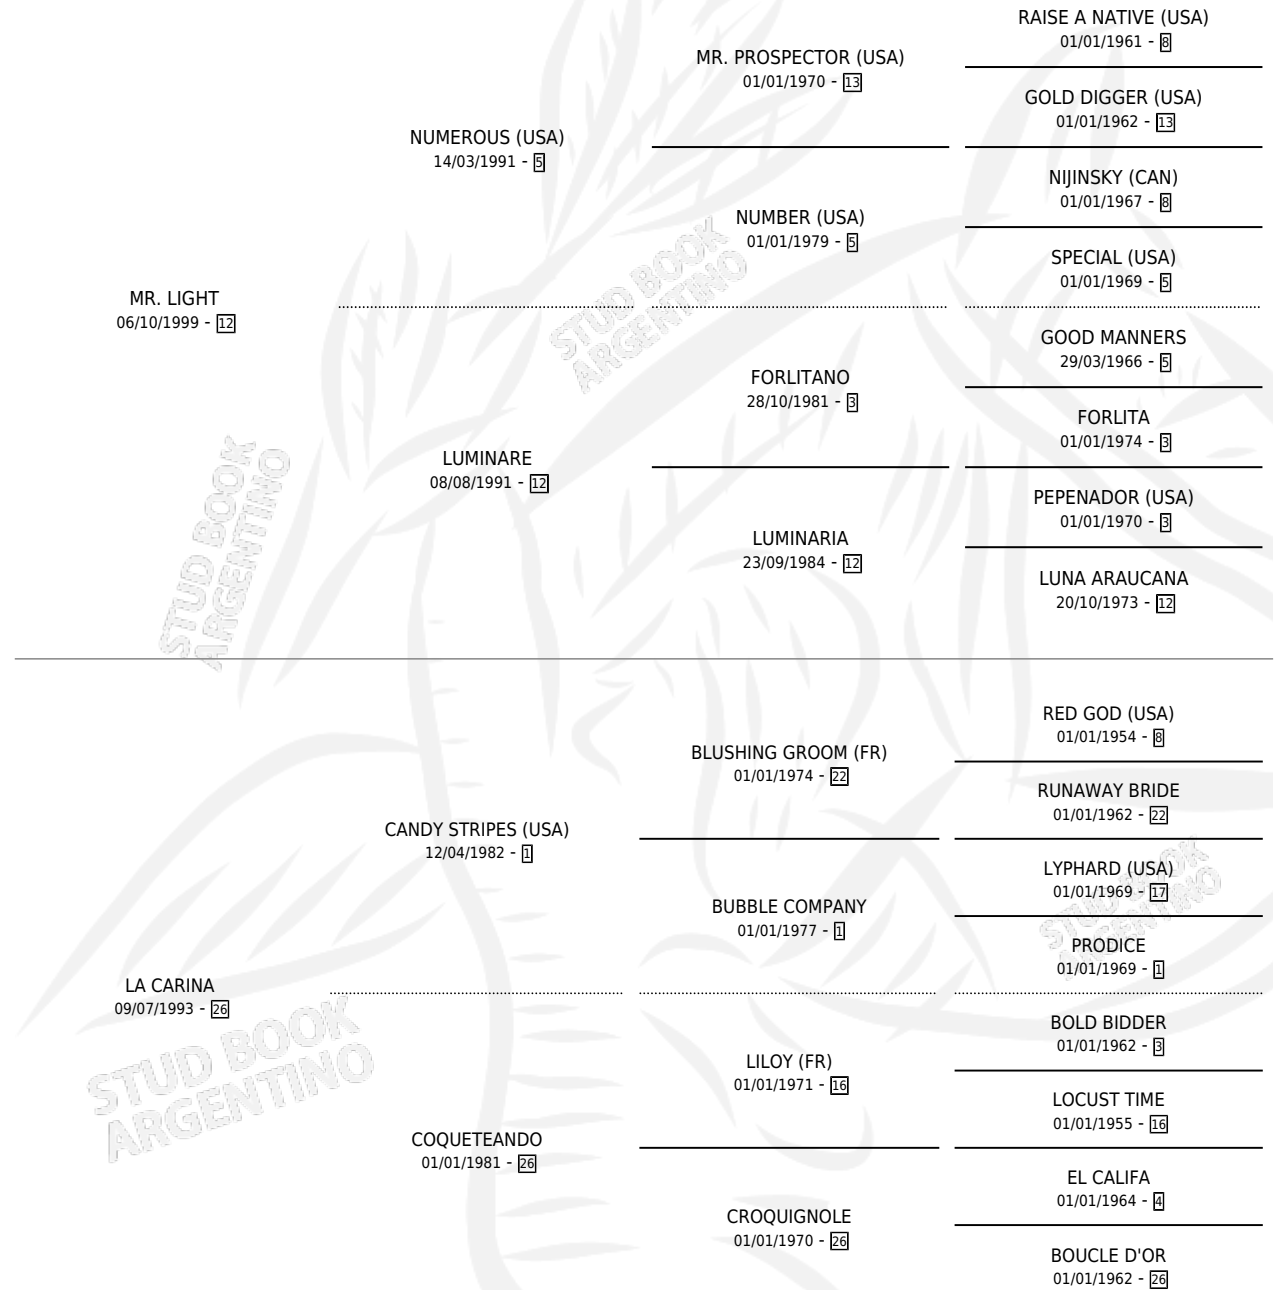 RAISE A NATIVE (USA)
01/01/1961 - 8
MR. PROSPECTOR (USA)
01/01/1970 - 13
GOLD DIGGER (USA)
01/01/1962 - 13
NUMEROUS (USA)
14/03/1991 - 5
NIJINSKY (CAN)
01/01/1967 - 8
NUMBER (USA)
01/01/1979 - 5
SPECIAL (USA)
01/01/1969 - 5
MR. LIGHT
06/10/1999 - 12
GOOD MANNERS
29/03/1966 - 5
FORLITANO
28/10/1981 - 3
FORLITA
01/01/1974 - 3
LUMINARE
08/08/1991 - 12
PEPENADOR (USA)
01/01/1970 - 3
LUMINARIA
23/09/1984 - 12
LUNA ARAUCANA
20/10/1973 - 12
RED GOD (USA)
01/01/1954 - 8
BLUSHING GROOM (FR)
01/01/1974 - 22
RUNAWAY BRIDE
01/01/1962 - 22
CANDY STRIPES (USA)
12/04/1982 - 1
LYPHARD (USA)
01/01/1969 - 17
BUBBLE COMPANY
01/01/1977 - 1
PRODICE
01/01/1969 - 1
LA CARINA
09/07/1993 - 26
BOLD BIDDER
01/01/1962 - 3
LILOY (FR)
01/01/1971 - 16
LOCUST TIME
01/01/1955 - 16
COQUETEANDO
01/01/1981 - 26
EL CALIFA
01/01/1964 - 4
CROQUIGNOLE
01/01/1970 - 26
BOUCLE D'OR
01/01/1962 - 26
STUD BOOK
ARGENTINO
STUD BOOK
ARGENTINO
STUD BOOK
ARGENTINO
STUD BOOK
ARGENTINO